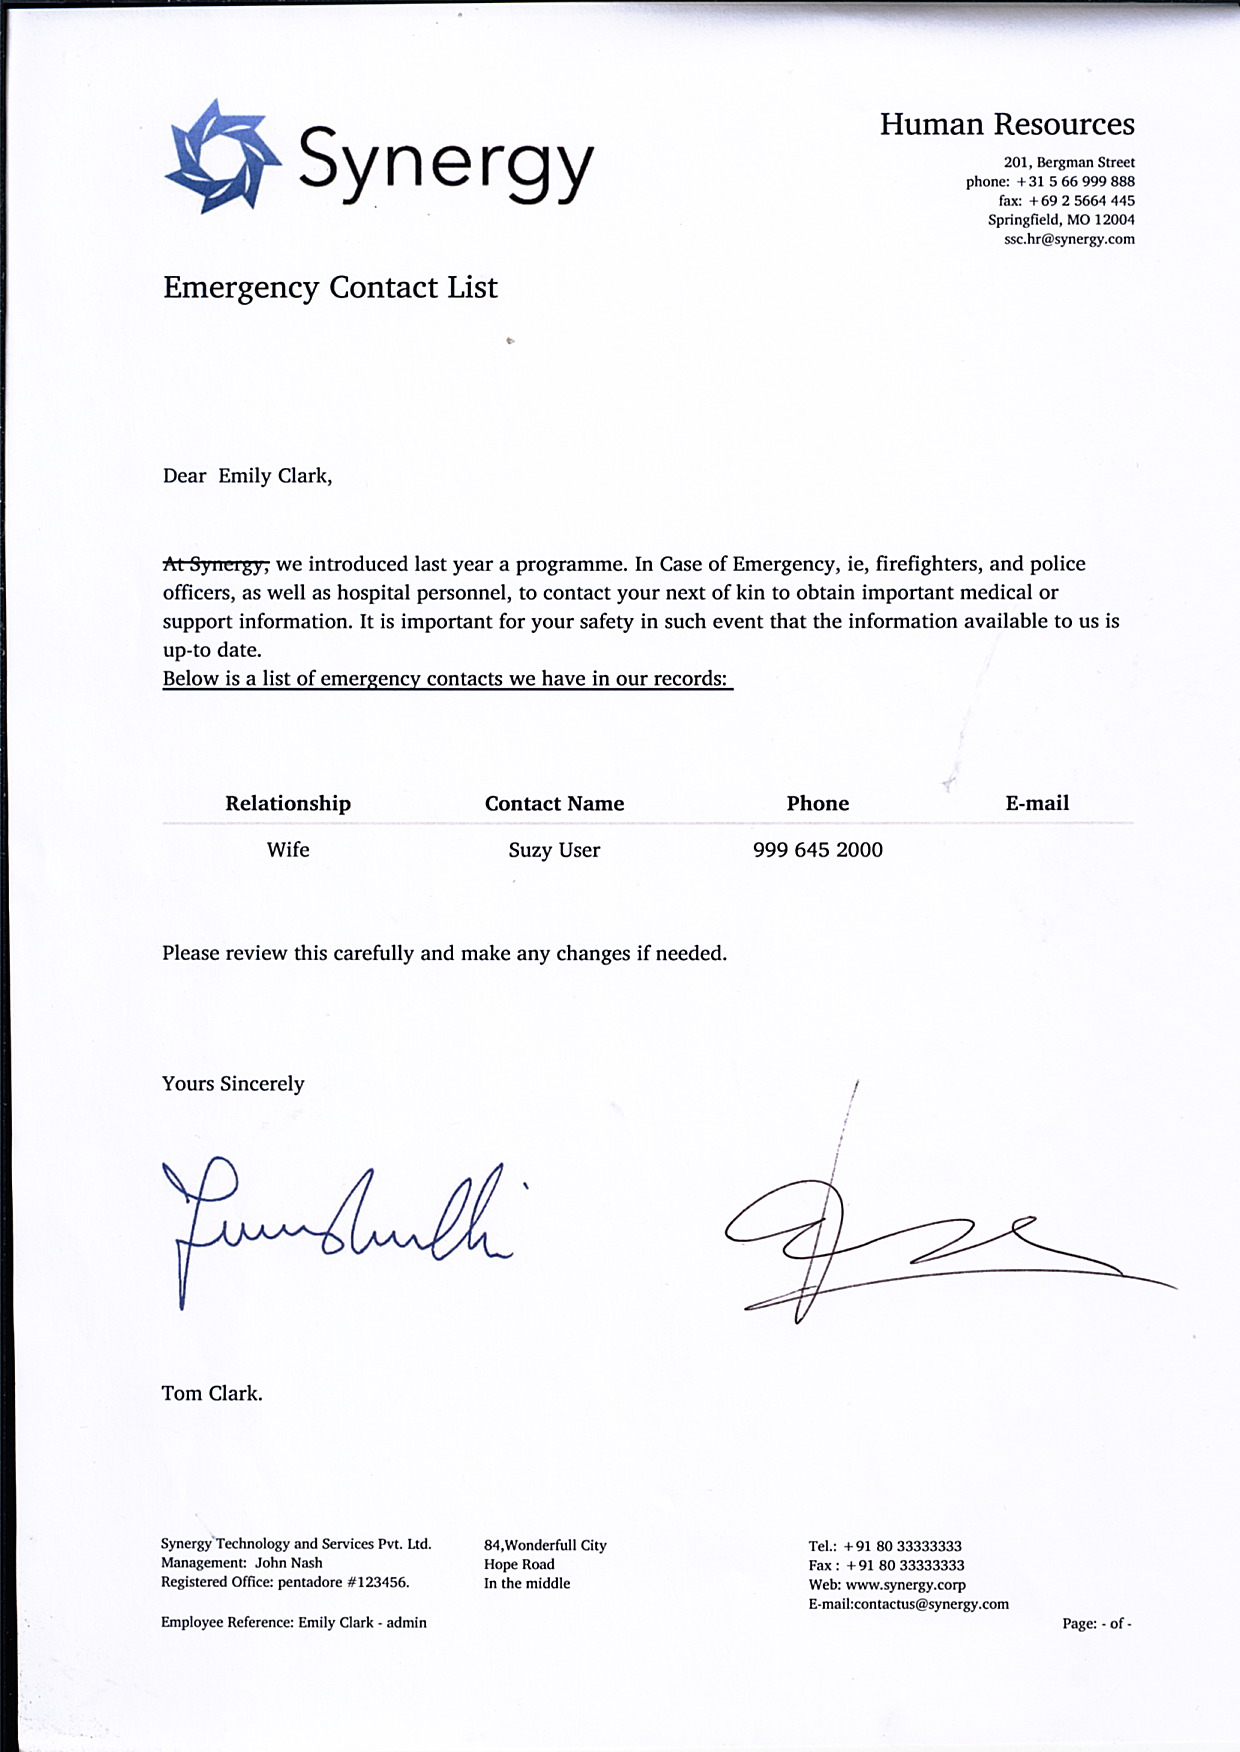 Synergy
Human Resources
201, Bergman Street
phone: +31 5 66 999 888
fax: +69 2 5664 445
Springfield, MO 12004
ssc.hr@synergy.com
Emergency Contact List
Dear  Emily Clark,
At Synergy, we introduced last year a programme. In Case of Emergency, ie, firefighters, and police
officers, as well as hospital personnel, to contact your next of kin to obtain important medical or
support information. It is important for your safety in such event that the information available to us is
up-to date.
Below is a list of emergency contacts we have in our records:
Relationship Contact Name Phone E-mail
Wife Suzy User 999 645 2000
Please review this carefully and make any changes if needed.
Yours Sincerely
Tom Clark.
Synergy Technology and Services Pvt. Ltd.
Management:  John Nash
Registered Office: pentadore #123456.
Employee Reference: Emily Clark - admin
84,Wonderfull City
Hope Road
In the middle
Tel.: +91 80 33333333
Fax : +91 80 33333333
Web: www.synergy.corp
E-mail:contactus@synergy.com
Page: - of -